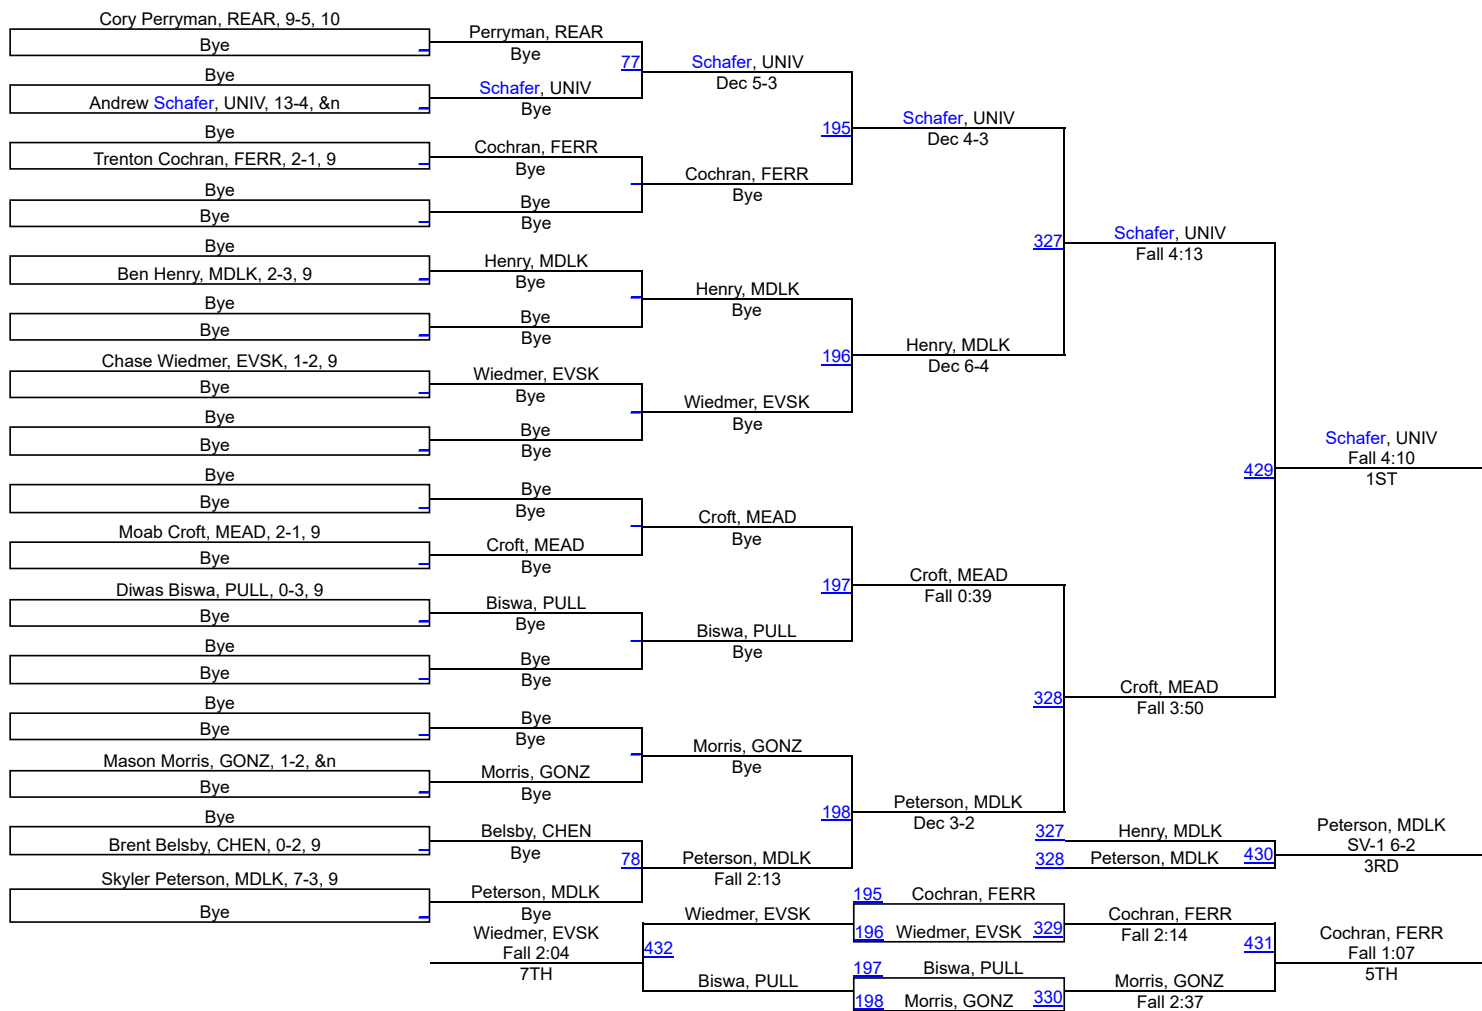 Cory Perryman, REAR, 9-5, 10
Bye
Bye
Andrew Schafer, UNIV, 13-4, &n
Bye
Trenton Cochran, FERR, 2-1, 9
Bye
Bye
Bye
Ben Henry, MDLK, 2-3, 9
Bye
Bye
Chase Wiedmer, EVSK, 1-2, 9
Bye
Bye
Bye
Bye
Bye
Moab Croft, MEAD, 2-1, 9
Bye
Diwas Biswa, PULL, 0-3, 9
Bye
Bye
Bye
Bye
Bye
Mason Morris, GONZ, 1-2, &n
Bye
Bye
Brent Belsby, CHEN, 0-2, 9
Skyler Peterson, MDLK, 7-3, 9
Bye
Perryman, REAR
Bye
77
Schafer, UNIV
Bye
Cochran, FERR
Bye
Bye
Bye
Henry, MDLK
Bye
Bye
Bye
Wiedmer, EVSK
Bye
Bye
Bye
Bye
Bye
Croft, MEAD
Bye
Biswa, PULL
Bye
Bye
Bye
Bye
Bye
Morris, GONZ
Bye
Belsby, CHEN
Bye
78
Peterson, MDLK
Bye
Wiedmer, EVSK
Fall 2:04
7TH
Schafer, UNIV
Dec 5-3
195
Cochran, FERR
Bye
Henry, MDLK
Bye
196
Wiedmer, EVSK
Bye
Croft, MEAD
Bye
197
Biswa, PULL
Bye
Morris, GONZ
Bye
198
Peterson, MDLK
Fall 2:13
Wiedmer, EVSK
432
Biswa, PULL
Schafer, UNIV
Dec 4-3
327
Henry, MDLK
Dec 6-4
Croft, MEAD
Fall 0:39
328
Peterson, MDLK
Dec 3-2
195 Cochran, FERR
196 Wiedmer, EVSK 329
197 Biswa, PULL
198 Morris, GONZ 330
Schafer, UNIV
Fall 4:13
429
Croft, MEAD
Fall 3:50
327 Henry, MDLK
328 Peterson, MDLK 430
Cochran, FERR
Fall 2:14
431
Morris, GONZ
Fall 2:37
Schafer, UNIV
Fall 4:10
1ST
Peterson, MDLK
SV-1 6-2
3RD
Cochran, FERR
Fall 1:07
5TH